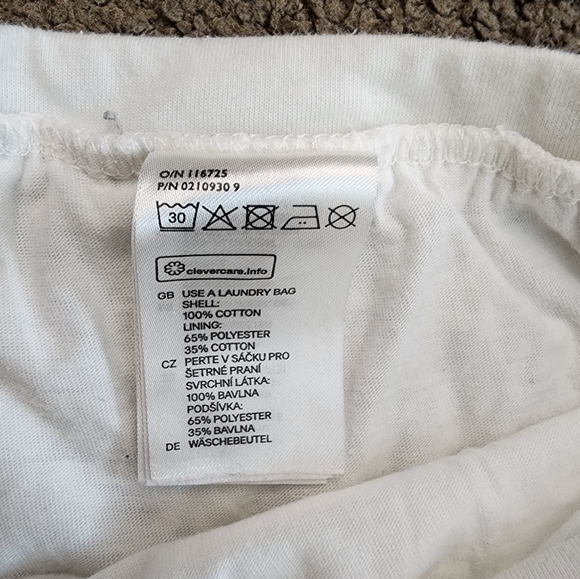 O/N 116725
P/N 0210930 9
30
clevercare.info
GB USE A LAUNDRY BAG
SHELL:
100% COTTON
LINING:
65% POLYESTER
35% COTTON
CZ PERTE V SÁČKU PRO
ŠETRNÉ PRANÍ
SVRCHNÍ LÁTKA:
100% BAVLNA
PODŠÍVKA:
65% POLYESTER
35% BAVLNA
DE WÄSCHEBEUTEL